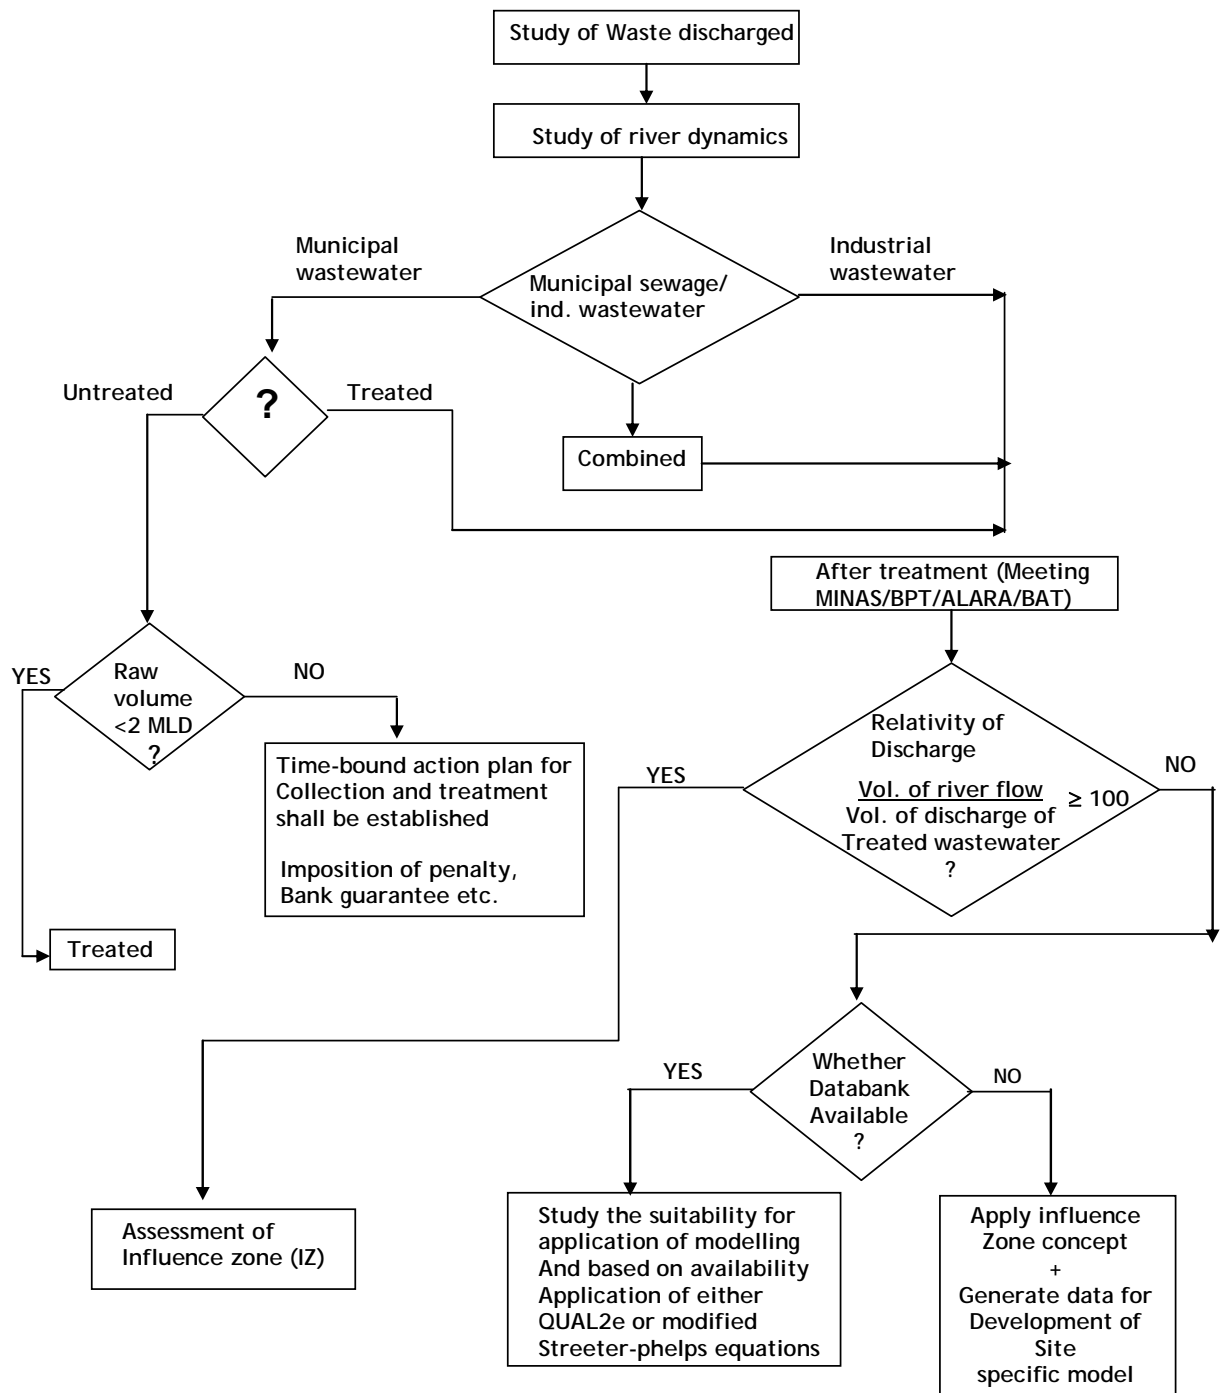 Study of Waste discharged
Study of river dynamics
Municipal
wastewater
Industrial
wastewater
Municipal sewage/
ind. wastewater
Untreated
?
Treated
Combined
After treatment (Meeting
MINAS/BPT/ALARA/BAT)
YES
Raw
volume
<2 MLD
?
NO
Time-bound action plan for
Collection and treatment
shall be established
Imposition of penalty,
Bank guarantee etc.
Treated
YES
Relativity of
Discharge
Vol. of river flow
Vol. of discharge of
Treated wastewater
≥ 100
?
NO
YES
Whether
Databank
Available
?
NO
Assessment of
Influence zone (IZ)
Study the suitability for
application of modelling
And based on availability
Application of either
QUAL2e or modified
Streeter-phelps equations
Apply influence
Zone concept
+
Generate data for
Development of
Site
specific model